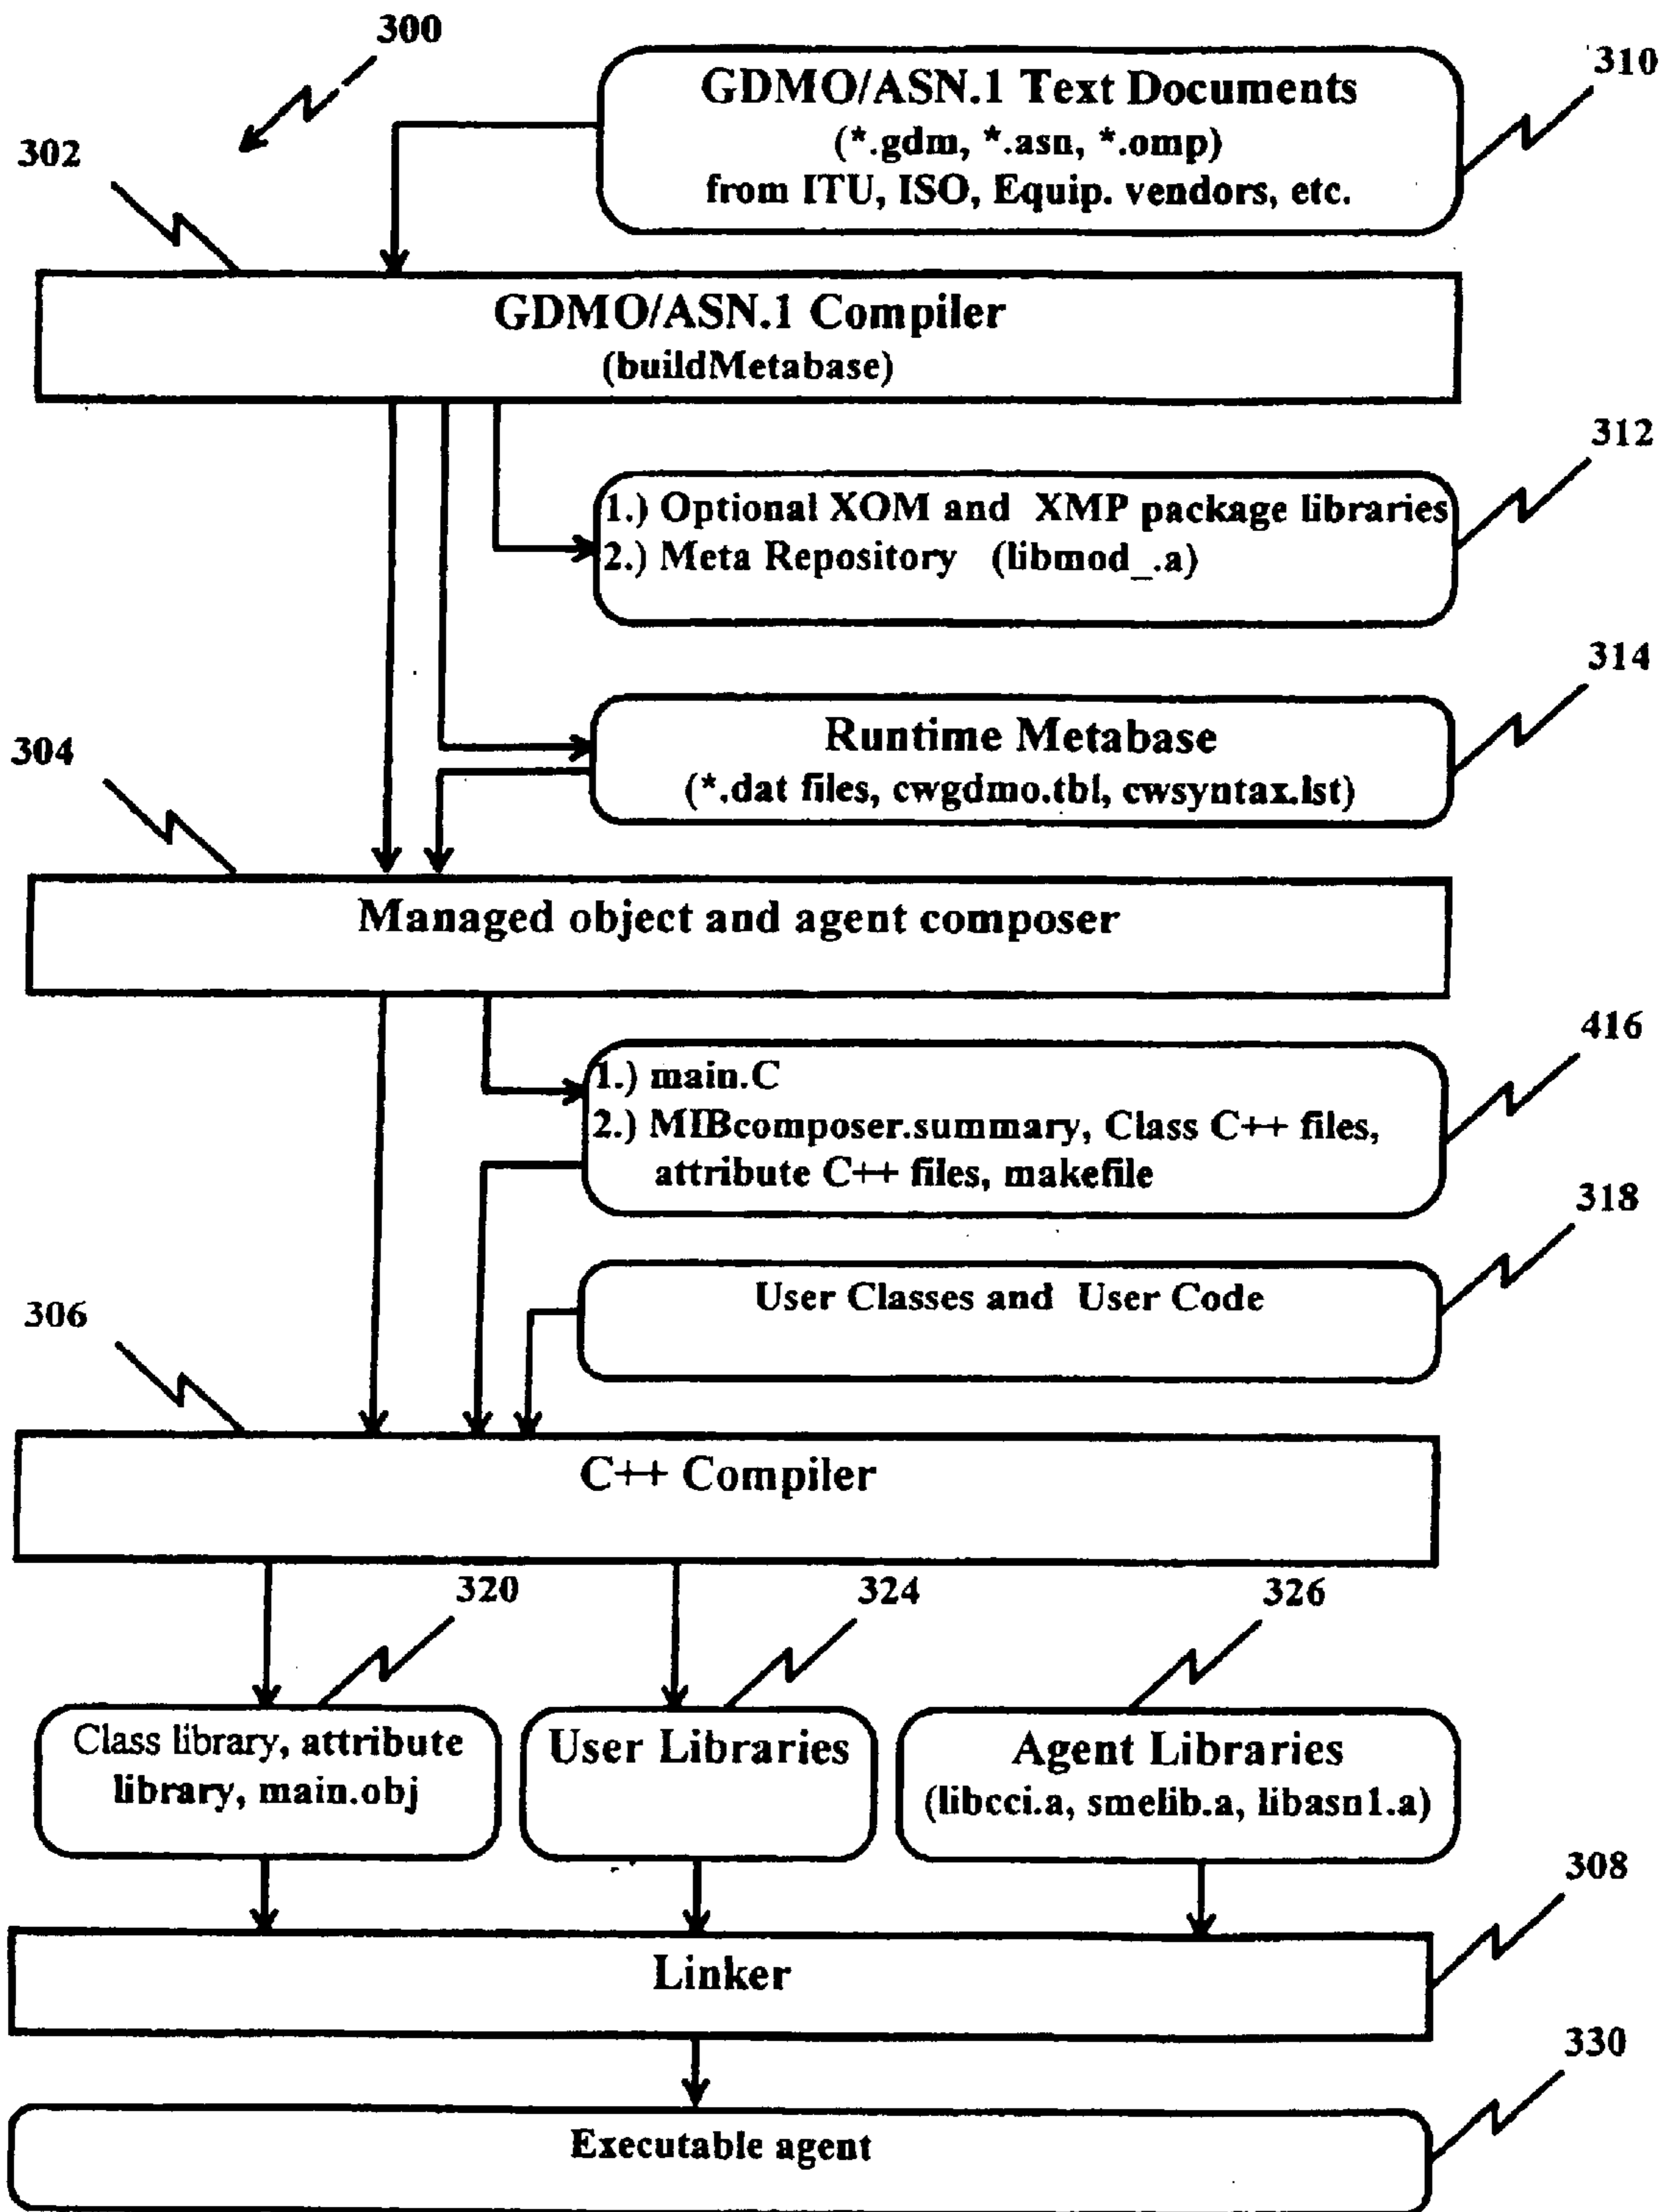 300
GDMO/ASN.1 Text Documents
(*.gdm, *.asn, *.omp)
from ITU, ISO, Equip. vendors, etc.
310
302
GDMO/ASN.1 Compiler
(buildMetabase)
312
1.) Optional XOM and XMP package libraries
2.) Meta Repository (libmod_.a)
314
Runtime Metabase
(*.dat files, cwgdmo.tbl, cwsyntax.lst)
304
Managed object and agent composer
416
1.) main.C
2.) MIBcomposer.summary, Class C++ files,
attribute C++ files, makefile
318
User Classes and User Code
306
C++ Compiler
320
324
326
Class library, attribute
library, main.obj
User Libraries
Agent Libraries
(libcci.a, smelib.a, libasn1.a)
308
Linker
330
Executable agent